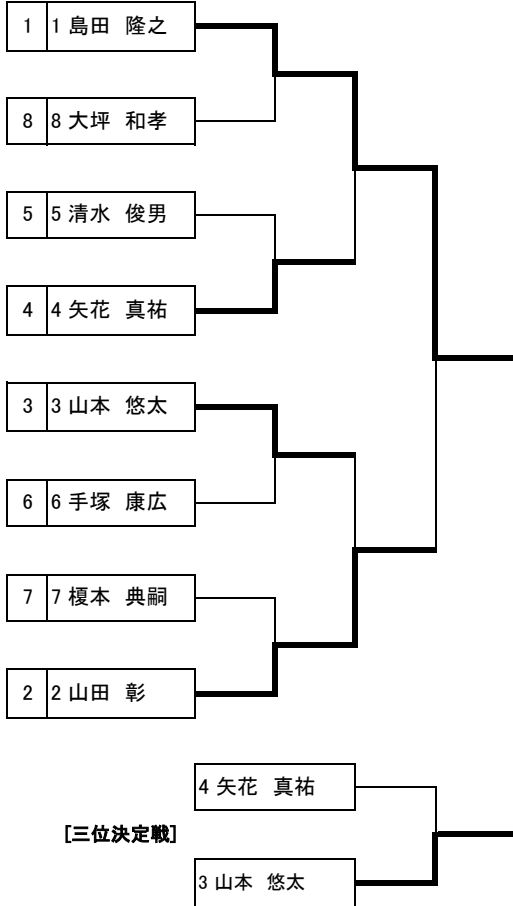 1 1 島田 隆之
8 8 大坪 和孝
5 5 清水 俊男
4 4 矢花 真祐
3 3 山本 悠太
6 6 手塚 康広
7 7 榎本 典嗣
2 2 山田 彰
4 矢花 真祐
[三位決定戦]
3 山本 悠太